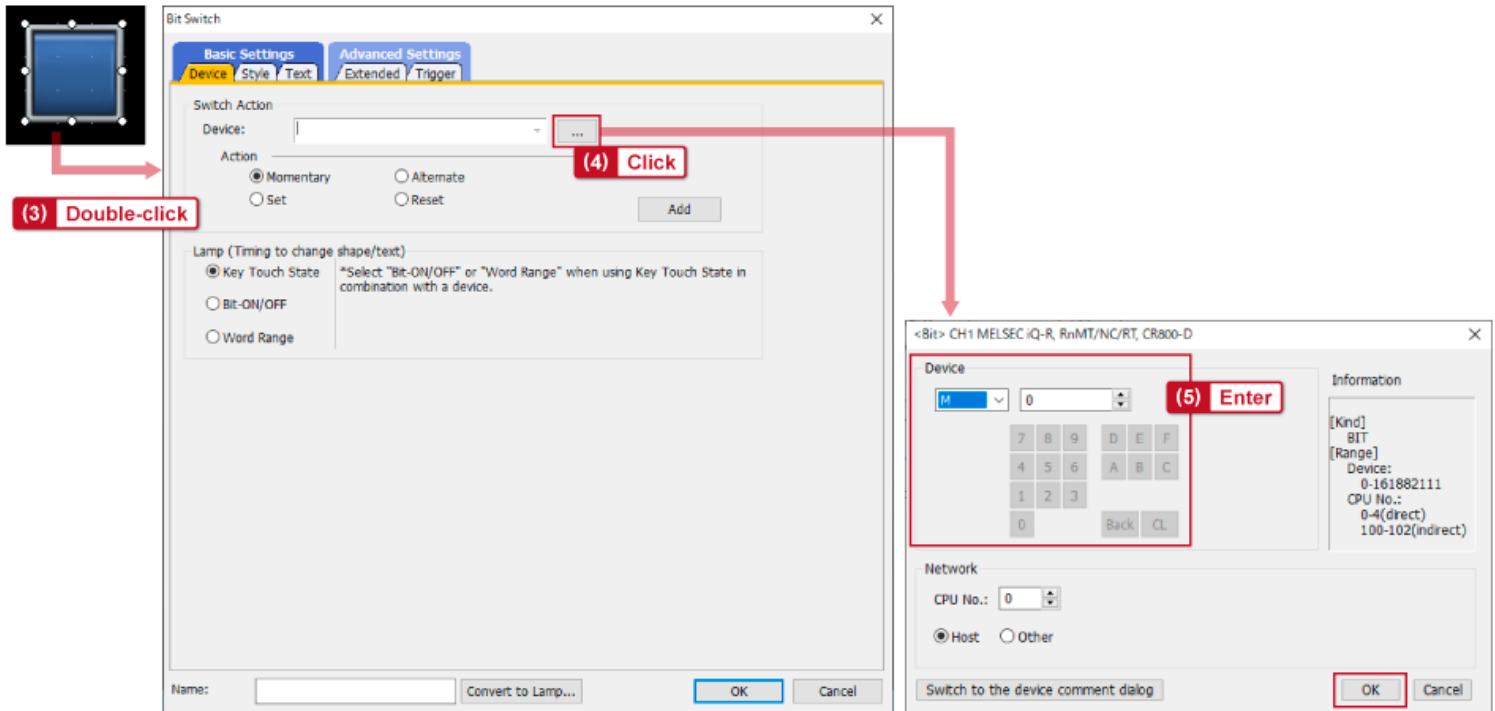 (3) Double-click
Bit Switch
Basic Settings
Advanced Settings
Device Style Text Extended Trigger
Switch Action
Device:
...
(4) Click
Action
Momentary Alternate
Set Reset
Add
Lamp (Timing to change shape/text)
Key Touch State
Bit-ON/OFF
Word Range
*Select "Bit-ON/OFF" or "Word Range" when using Key Touch State in
combination with a device.
Name:
Convert to Lamp...
OK
Cancel
<Bit> CH1 MELSEC iQ-R, RnMT/NC/RT, CR800-D
Device
M 0
(5) Enter
7 8 9 D E F
4 5 6 A B C
1 2 3
0 Back CL
Information
[Kind]
BIT
[Range]
Device:
0-161882111
CPU No.:
0-4(direct)
100-102(indirect)
Network
CPU No.: 0
Host Other
Switch to the device comment dialog
OK
Cancel